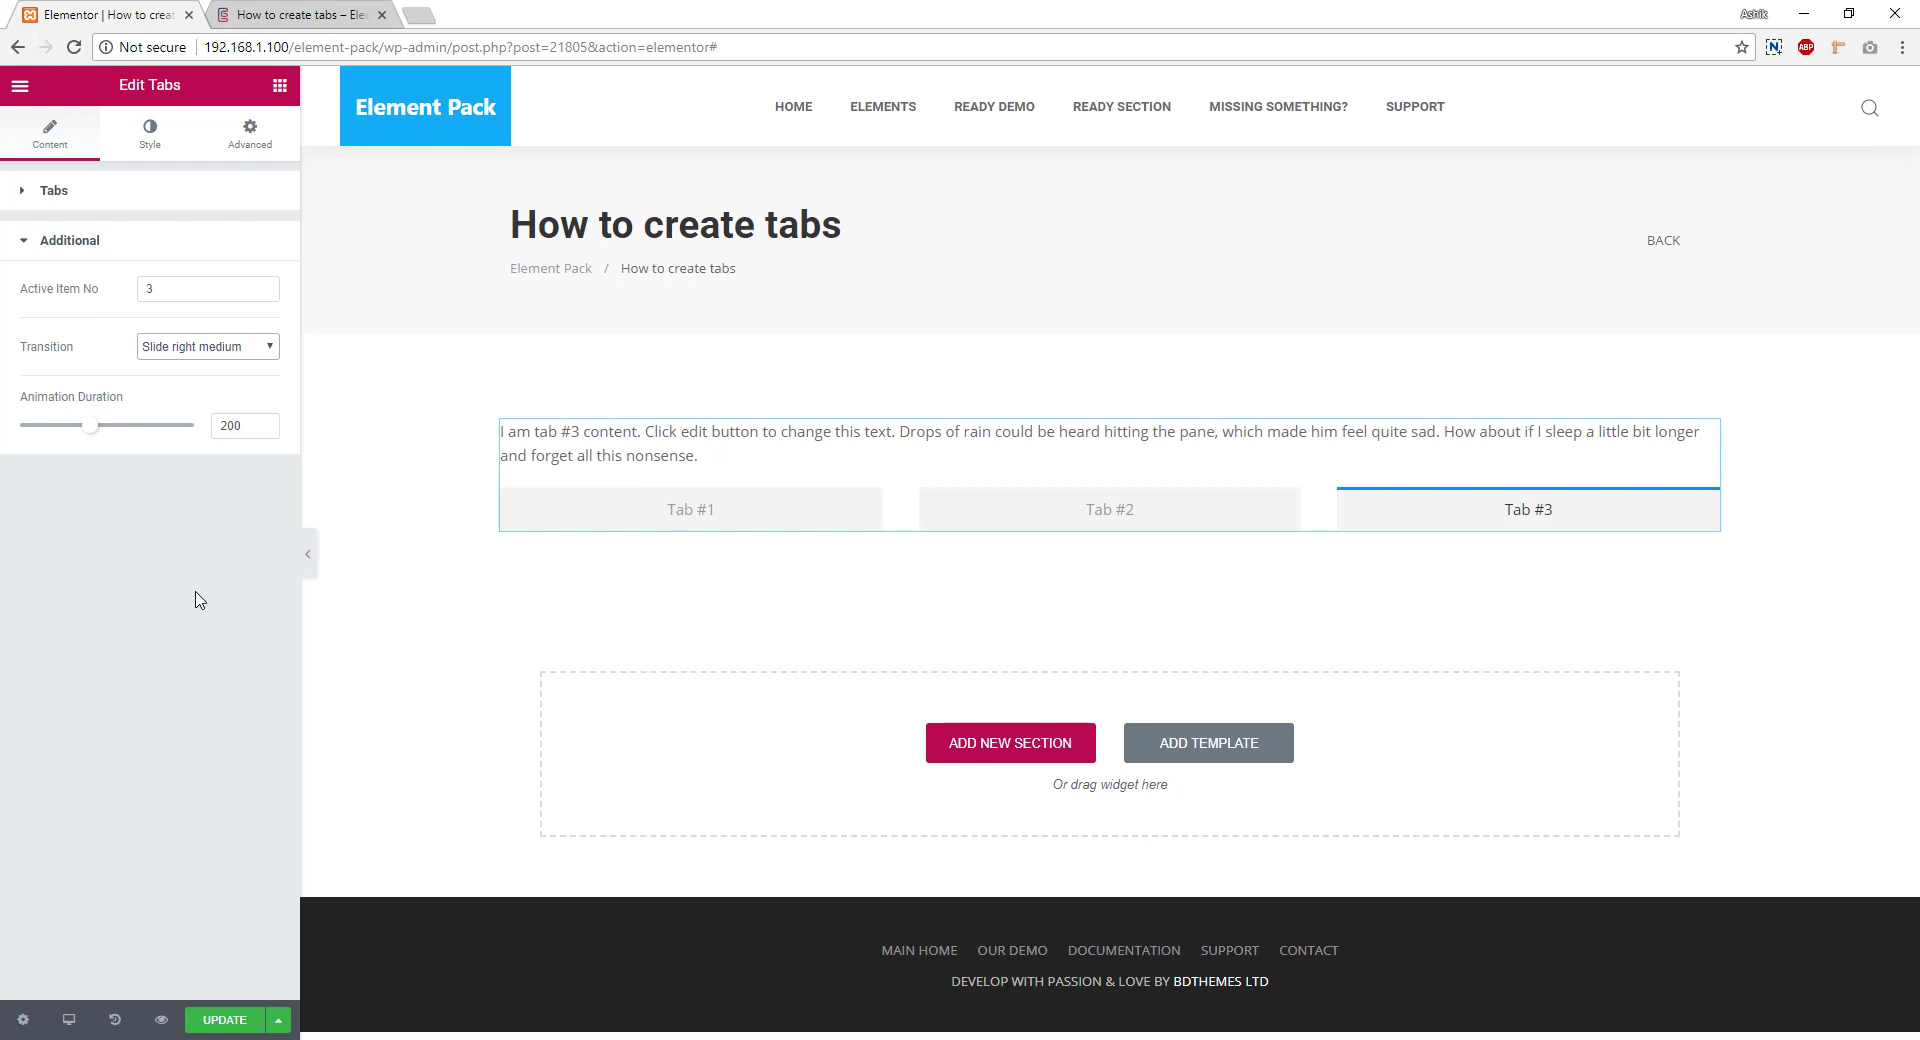 Elementor | How to creat
How to create tabs – Ele
Ashik
Not secure
192.168.1.100/element-pack/wp-admin/post.php?post=21805&action=elementor#
ABP
Edit Tabs
Content
Style
Advanced
Tabs
Additional
Active Item No
3
Transition
Slide right medium
Animation Duration
200
UPDATE
Element Pack
HOME
ELEMENTS
READY DEMO
READY SECTION
MISSING SOMETHING?
SUPPORT
How to create tabs
Element Pack / How to create tabs
BACK
I am tab #3 content. Click edit button to change this text. Drops of rain could be heard hitting the pane, which made him feel quite sad. How about if I sleep a little bit longer
and forget all this nonsense.
Tab #1
Tab #2
Tab #3
ADD NEW SECTION
ADD TEMPLATE
Or drag widget here
MAIN HOME
OUR DEMO
DOCUMENTATION
SUPPORT
CONTACT
DEVELOP WITH PASSION & LOVE BY BDTHEMES LTD